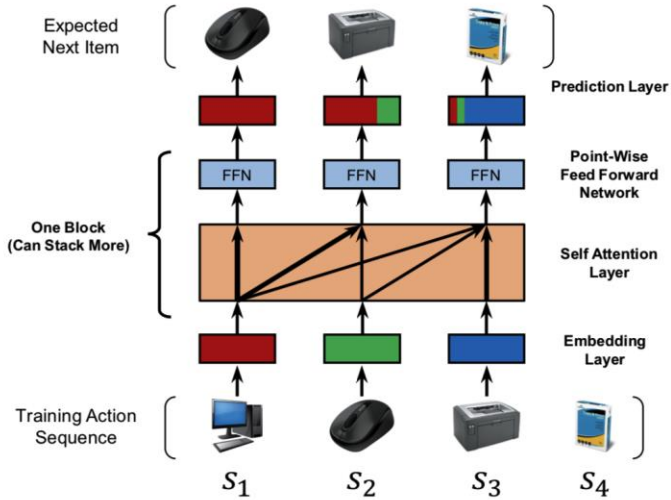 Expected
Next Item
Prediction Layer
FFN
FFN
FFN
Point-Wise
Feed Forward
Network
One Block
(Can Stack More)
Self Attention
Layer
Embedding
Layer
Training Action
Sequence
S1
S2
S3
S4